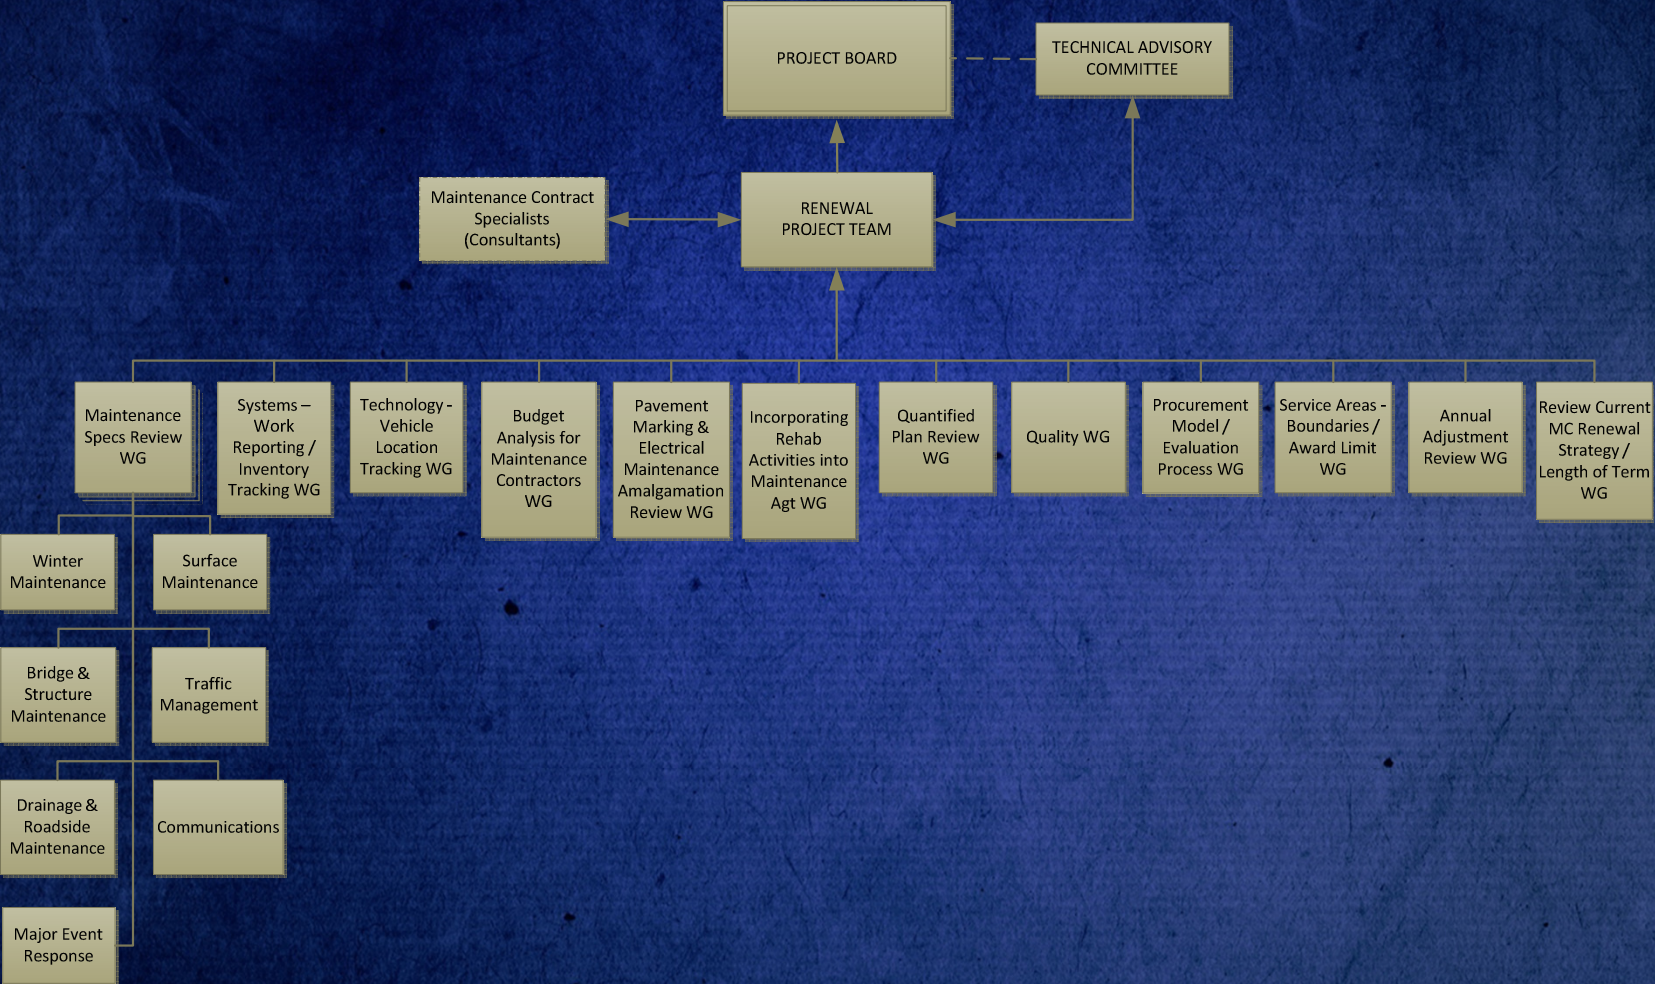 PROJECT BOARD
TECHNICAL ADVISORY
COMMITTEE
Maintenance Contract
Specialists
(Consultants)
RENEWAL
PROJECT TEAM
Maintenance
Specs Review
WG
Systems –
Work
Reporting /
Inventory
Tracking WG
Technology -
Vehicle
Location
Tracking WG
Budget
Analysis for
Maintenance
Contractors
WG
Pavement
Marking &
Electrical
Maintenance
Amalgamation
Review WG
Incorporating
Rehab
Activities into
Maintenance
Agt WG
Quantified
Plan Review
WG
Quality WG
Procurement
Model /
Evaluation
Process WG
Service Areas -
Boundaries /
Award Limit
WG
Annual
Adjustment
Review WG
Review Current
MC Renewal
Strategy /
Length of Term
WG
Winter
Maintenance
Surface
Maintenance
Bridge &
Structure
Maintenance
Traffic
Management
Drainage &
Roadside
Maintenance
Communications
Major Event
Response